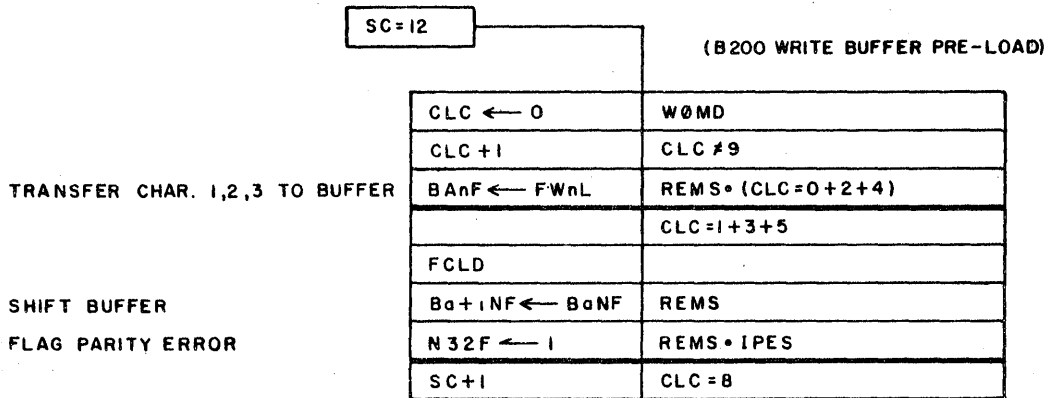 SC=12
(B200 WRITE BUFFER PRE-LOAD)
CLC ← 0 WØMD
CLC +1 CLC ≠ 9
TRANSFER CHAR. 1,2,3 TO BUFFER BAnF ← FWnL REMS • (CLC=0+2+4)
CLC=1+3+5
FCLD
SHIFT BUFFER Ba+1NF ← BaNF REMS
FLAG PARITY ERROR N32F ← 1 REMS • IPES
SC+1 CLC=8